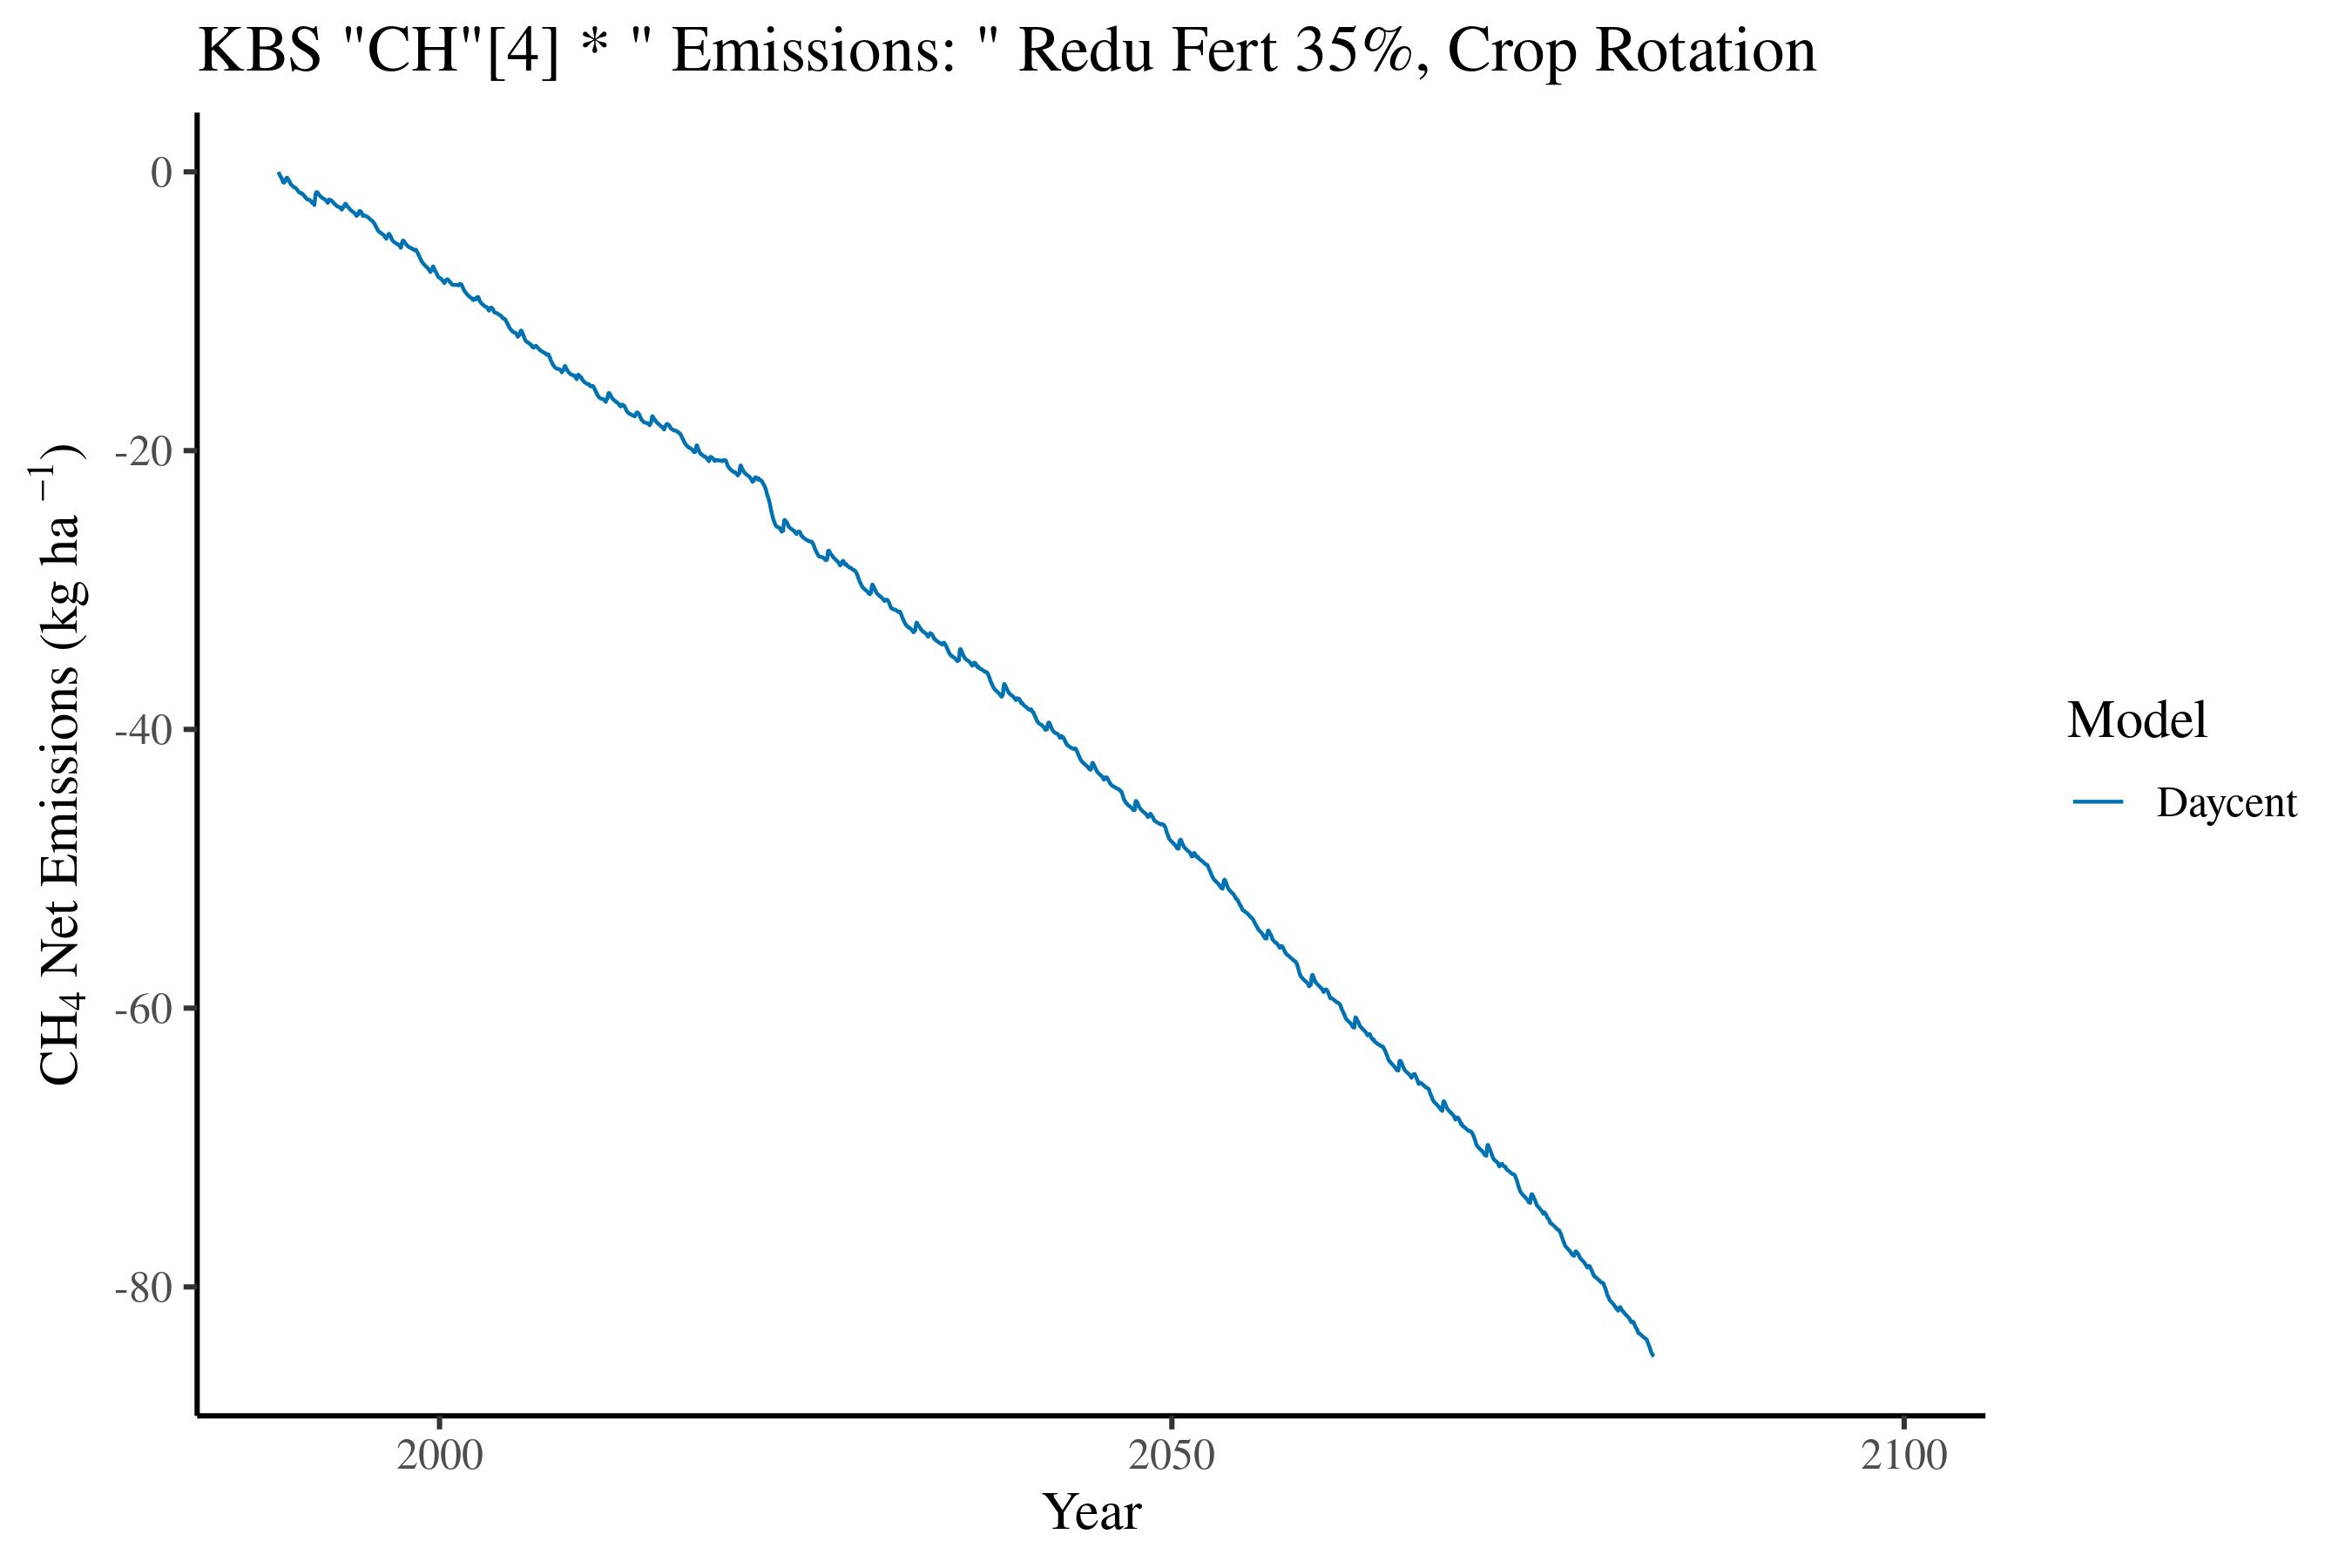 KBS "CH"[4] * " Emissions: " Redu Fert 35%, Crop Rotation
CH₄ Net Emissions (kg ha ⁻¹)
0
-20
-40
-60
-80
2000
2050
2100
Year
Model
Daycent